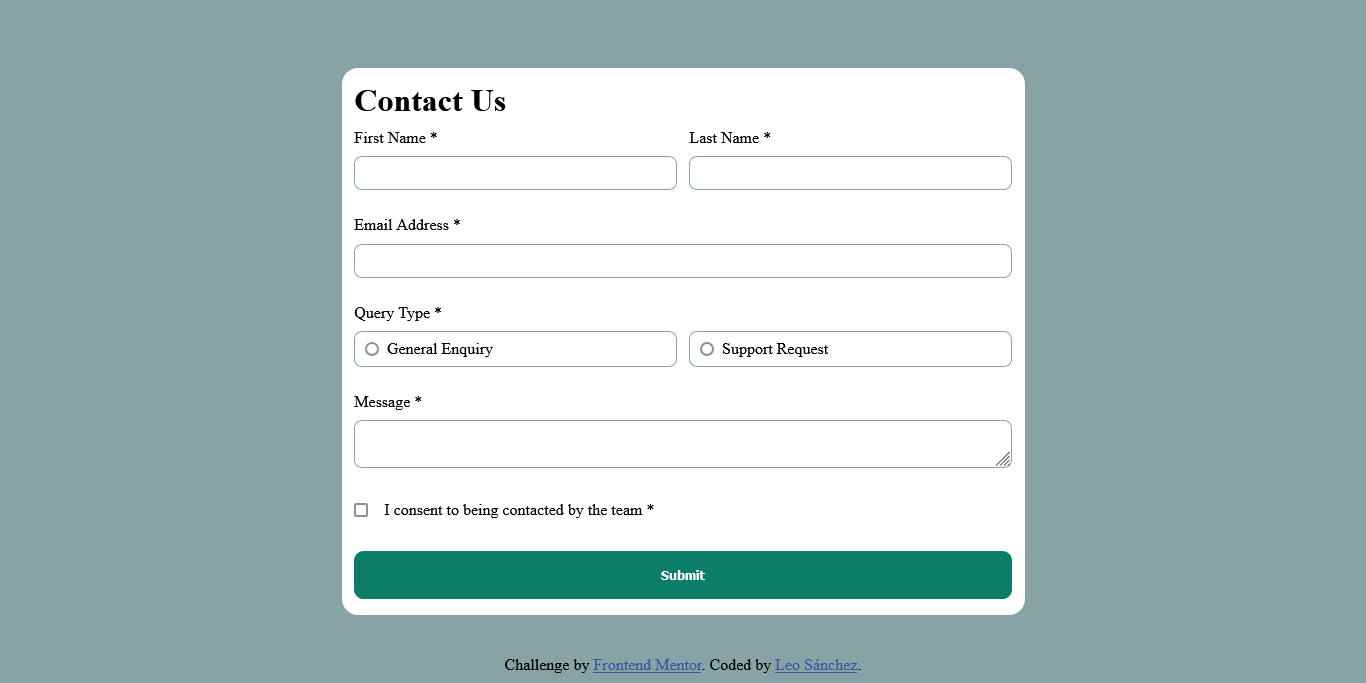 Contact Us
First Name * Last Name *
Email Address *
Query Type *
General Enquiry Support Request
Message *
I consent to being contacted by the team *
Submit
Challenge by Frontend Mentor. Coded by Leo Sánchez.